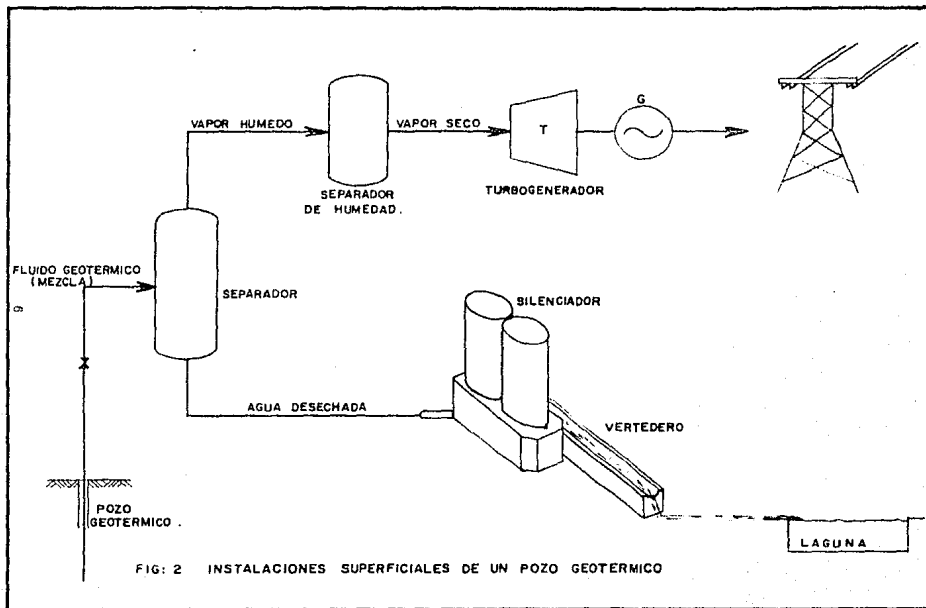 G
VAPOR HUMEDO
VAPOR SECO
T
TURBOGENERADOR
SEPARADOR
DE HUMEDAD.
FLUIDO GEOTERMICO
(MEZCLA)
SEPARADOR
SILENCIADOR
6
AGUA DESECHADA
VERTEDERO
POZO
GEOTERMICO.
LAGUNA
FIG: 2 INSTALACIONES SUPERFICIALES DE UN POZO GEOTERMICO